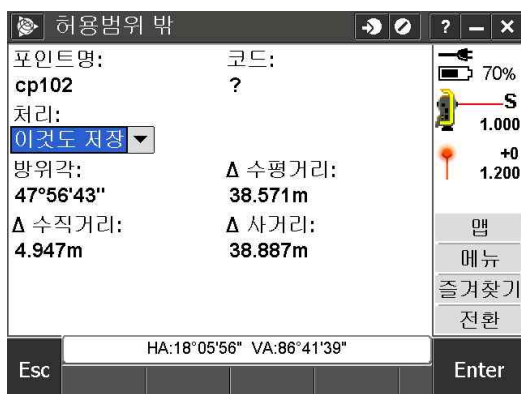 허용범위 밖
? – ×
포인트명: 코드:
cp102 ?
처리:
이것도 저장
방위각: Δ 수평거리:
47°56'43" 38.571m
Δ 수직거리: Δ 사거리:
4.947m 38.887m
70%
S
1.000
+0
1.200
맵
메뉴
즐겨찾기
전환
HA:18°05'56" VA:86°41'39"
Esc Enter